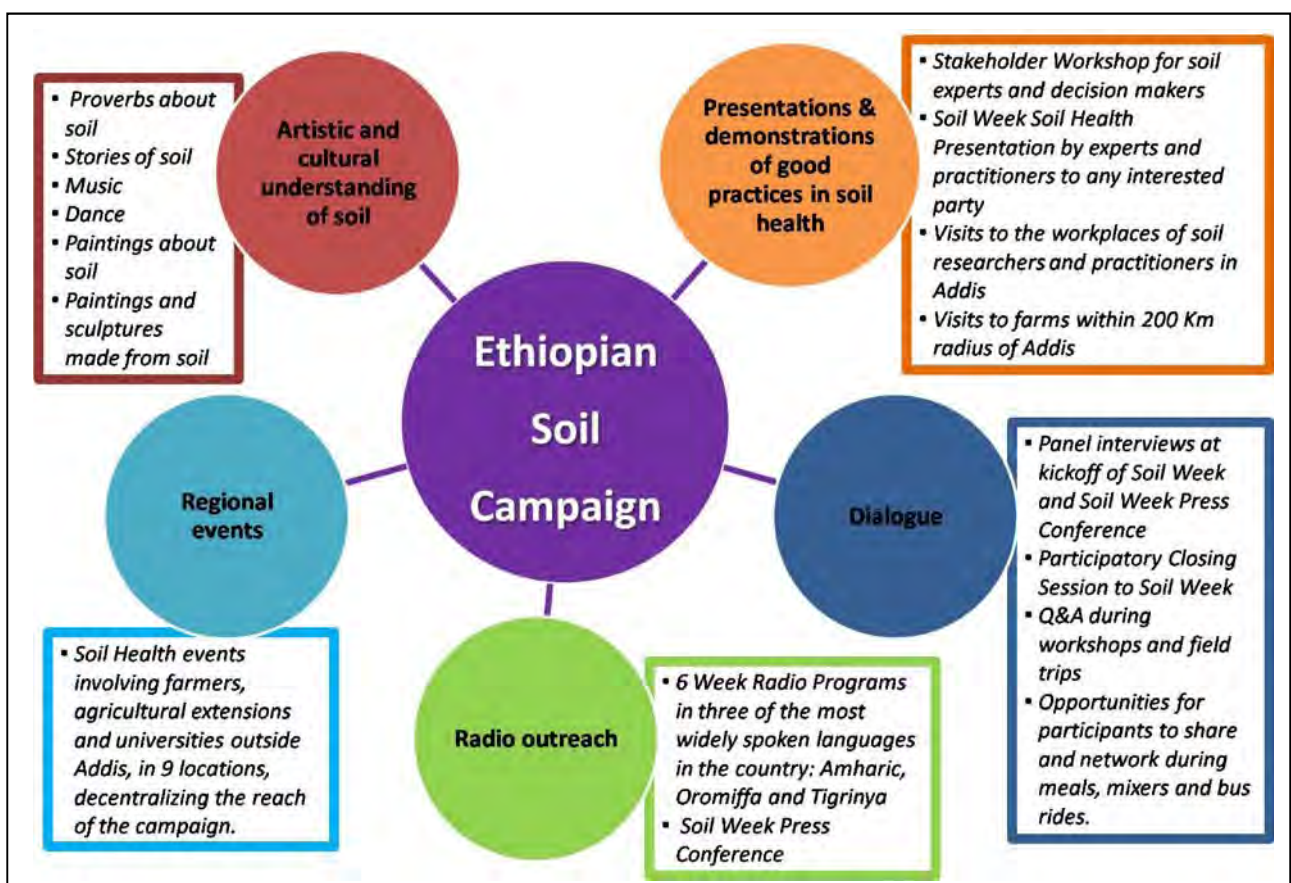 Ethiopian
Soil
Campaign
Artistic and
cultural
understanding
of soil
▪ Proverbs about
soil
▪ Stories of soil
▪ Music
▪ Dance
▪ Paintings about
soil
▪ Paintings and
sculptures
made from soil
Presentations &
demonstrations
of good
practices in soil
health
▪ Stakeholder Workshop for soil
experts and decision makers
▪ Soil Week Soil Health
Presentation by experts and
practitioners to any interested
party
▪ Visits to the workplaces of soil
researchers and practitioners in
Addis
▪ Visits to farms within 200 Km
radius of Addis
Dialogue
▪ Panel interviews at
kickoff of Soil Week
and Soil Week Press
Conference
▪ Participatory Closing
Session to Soil Week
▪ Q&A during
workshops and field
trips
▪ Opportunities for
participants to share
and network during
meals, mixers and bus
rides.
Radio outreach
▪ 6 Week Radio Programs
in three of the most
widely spoken languages
in the country: Amharic,
Oromiffa and Tigrinya
▪ Soil Week Press
Conference
Regional
events
▪ Soil Health events
involving farmers,
agricultural extensions
and universities outside
Addis, in 9 locations,
decentralizing the reach
of the campaign.